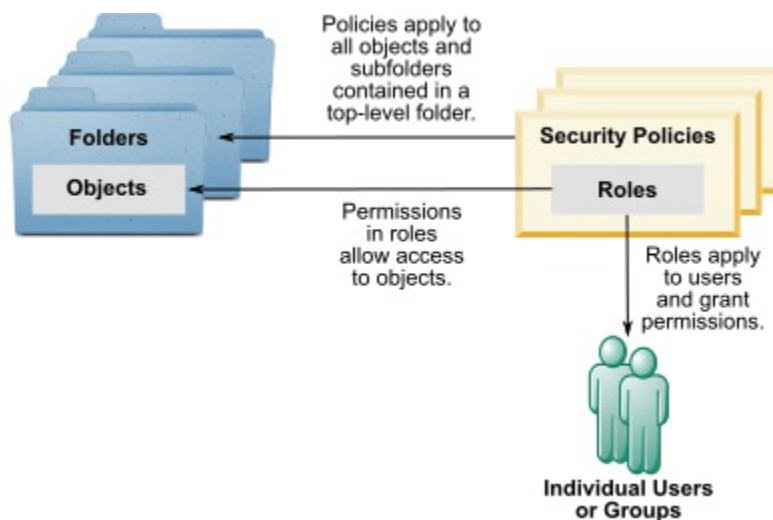 Policies apply to
all objects and
subfolders
contained in a
top-level folder.
Folders
Security Policies
Objects
Roles
Permissions
in roles
allow access
to objects.
Roles apply
to users
and grant
permissions.
Individual Users
or Groups